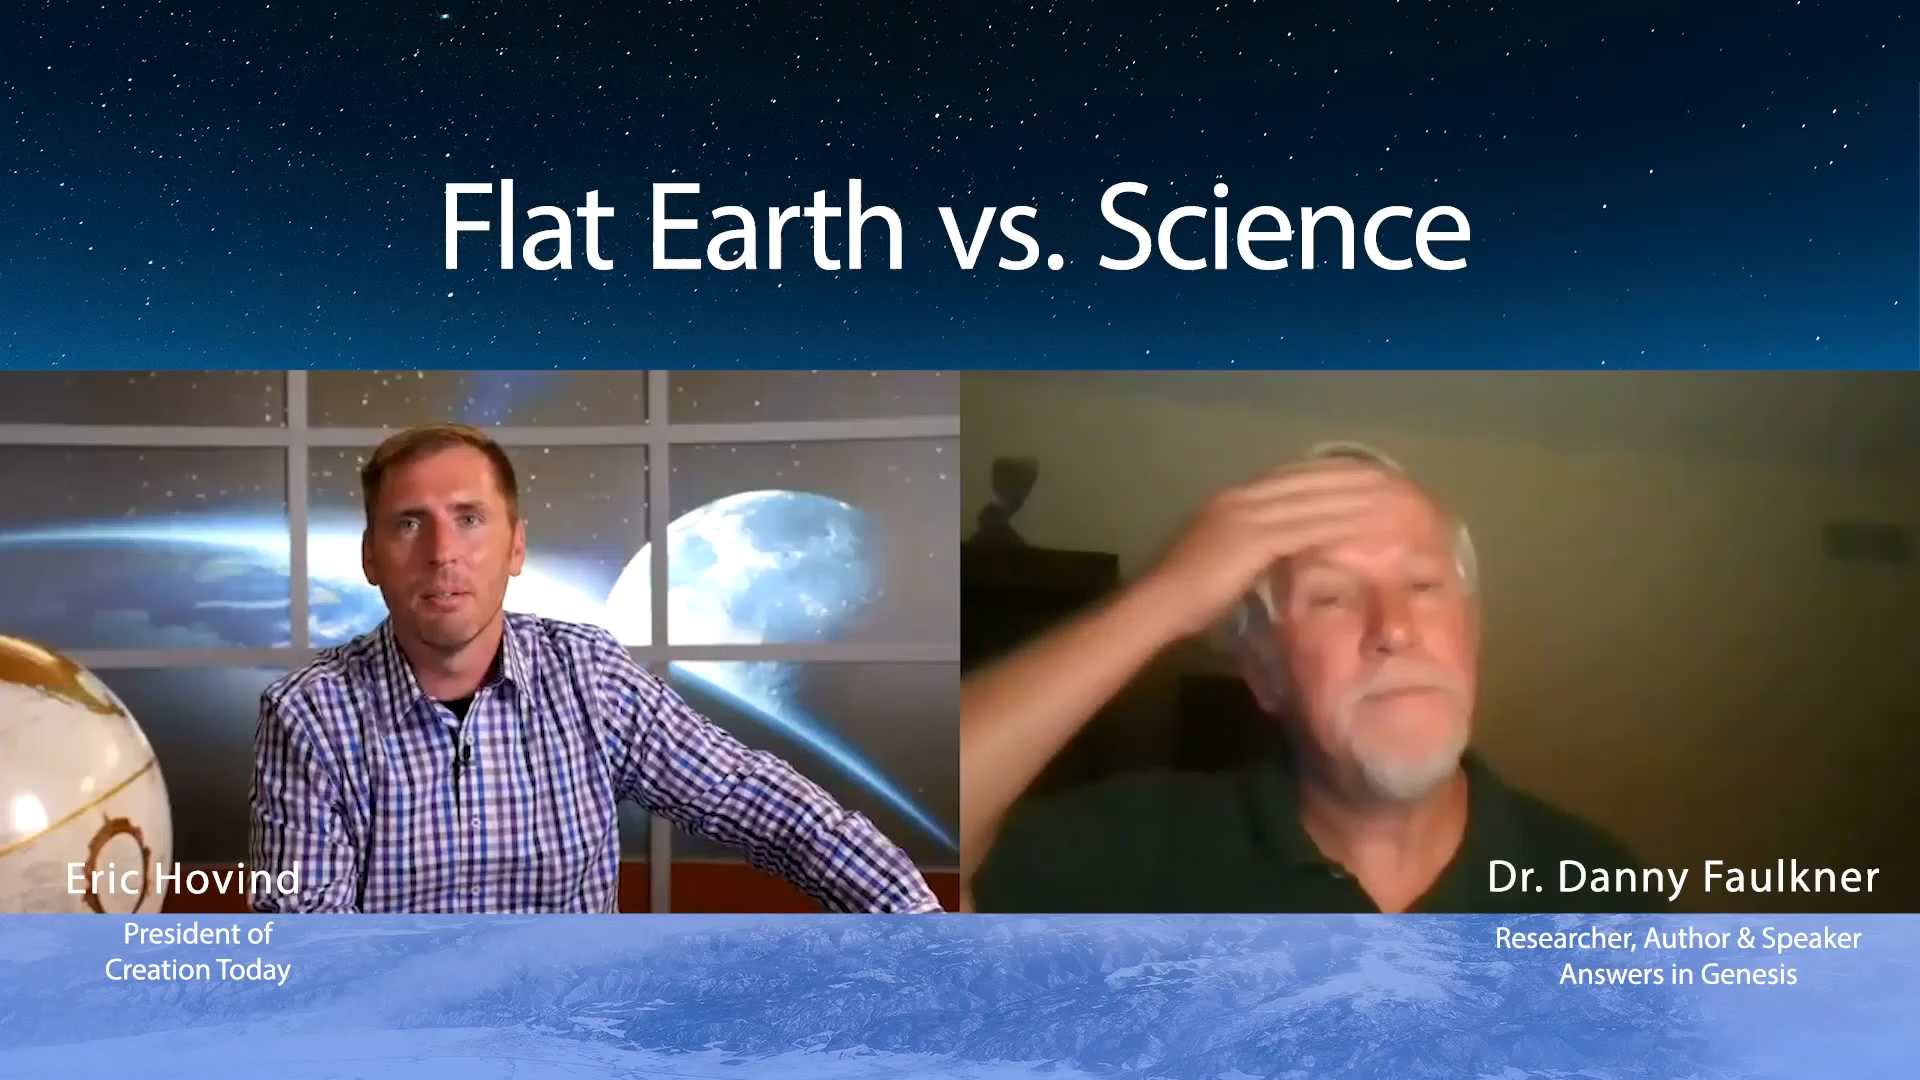 Flat Earth vs. Science
Eric Hovind
President of
Creation Today
Dr. Danny Faulkner
Researcher, Author & Speaker
Answers in Genesis